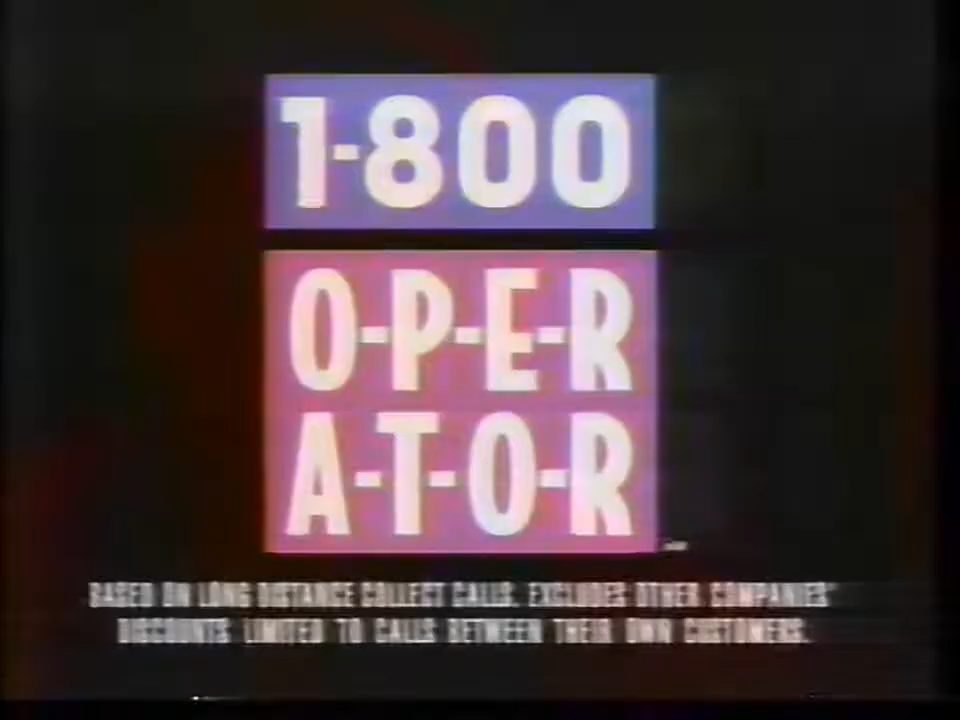 1-800
O-P-E-R
A-T-O-R
BASED ON LONG DISTANCE COLLECT CALLS. EXCLUDES OTHER COMPANIES'
DISCOUNTS LIMITED TO CALLS BETWEEN THEIR OWN CUSTOMERS.